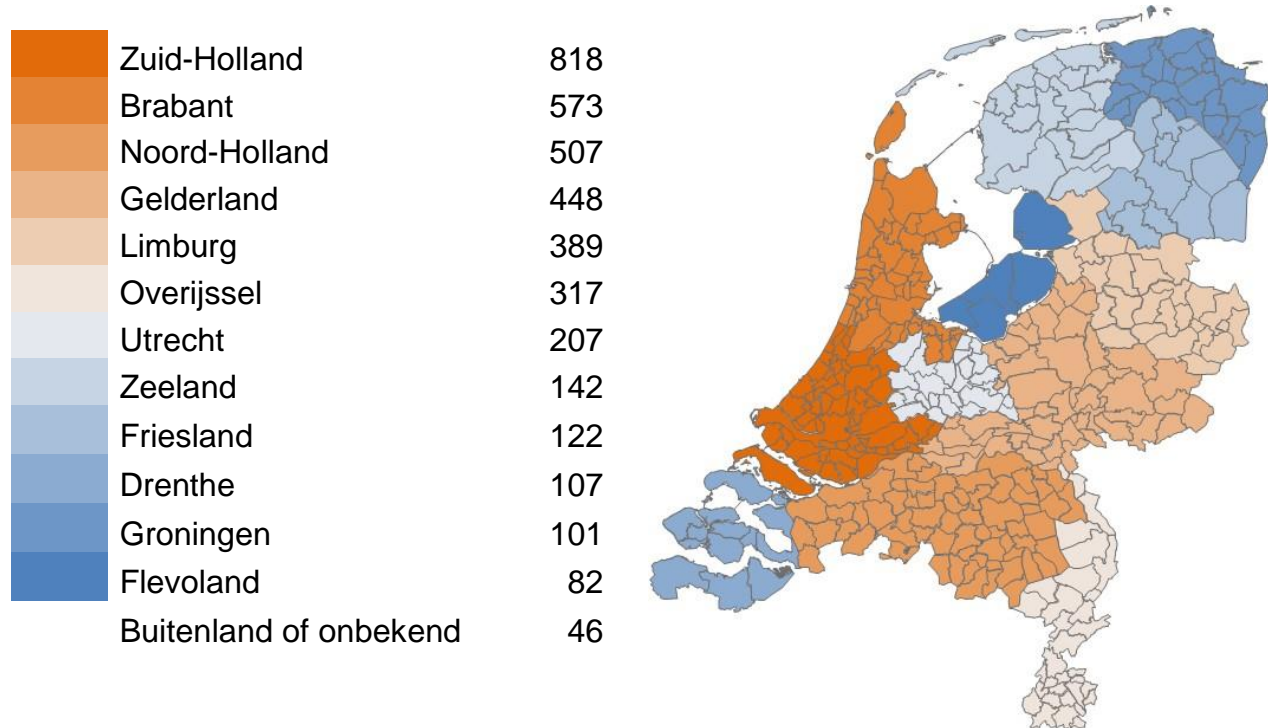 Zuid-Holland 818
Brabant 573
Noord-Holland 507
Gelderland 448
Limburg 389
Overijssel 317
Utrecht 207
Zeeland 142
Friesland 122
Drenthe 107
Groningen 101
Flevoland 82
Buitenland of onbekend 46